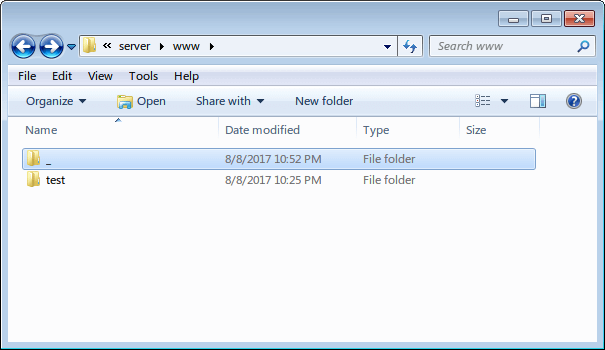 « server www
Search www
File Edit View Tools Help
Organize Open Share with New folder
Name Date modified Type Size
_ 8/8/2017 10:52 PM File folder
test 8/8/2017 10:25 PM File folder